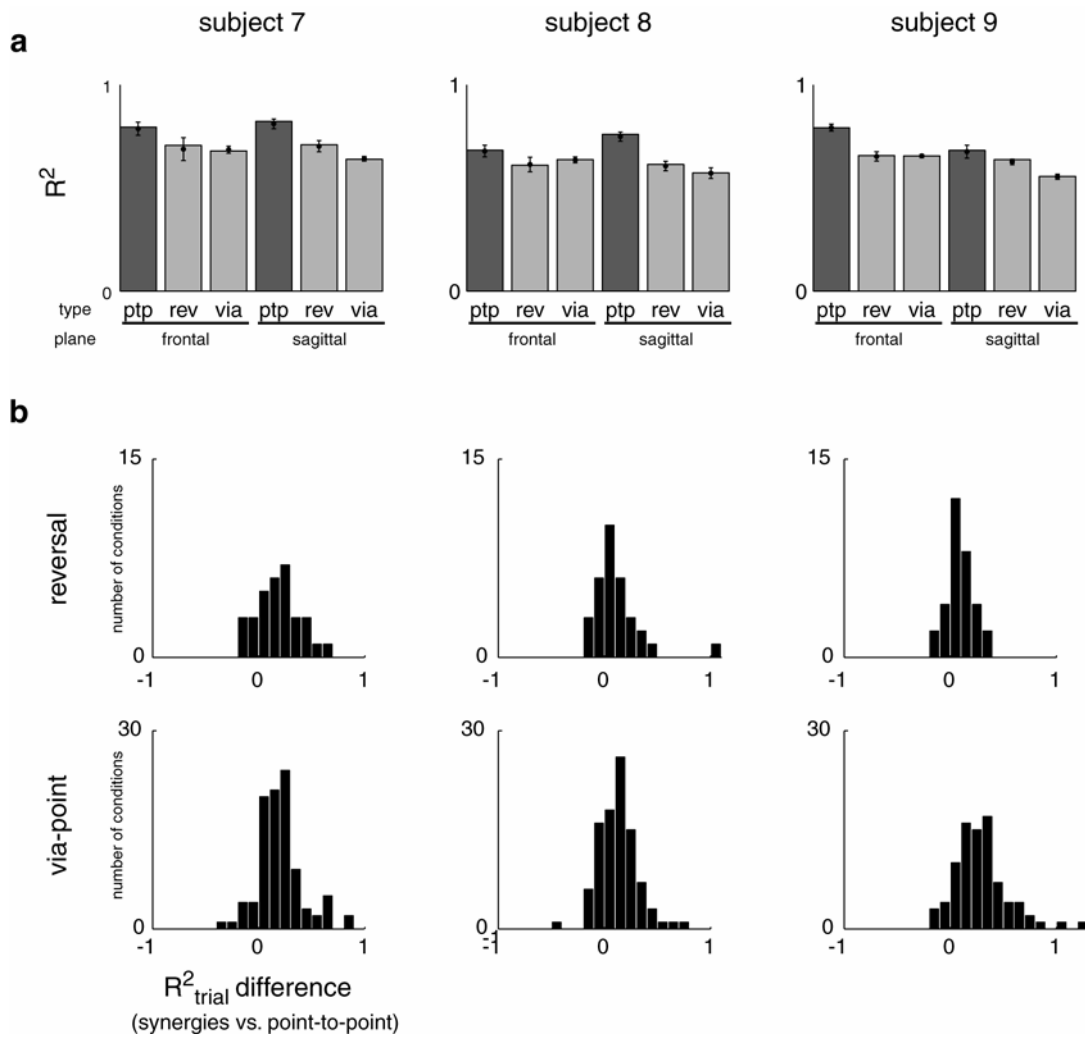 subject 7 subject 8 subject 9
a
1 1 1
R²
0 0 0
type ptp rev via ptp rev via ptp rev via ptp rev via ptp rev via ptp rev via
plane frontal sagittal frontal sagittal frontal sagittal
b
reversal
number of conditions
15 15 15
0 0 0
-1 0 1 -1 0 1 -1 0 1
via-point
number of conditions
30 30 30
0 0 0
-1 0 1 -1 0 1 -1 0 1
R²trial difference
(synergies vs. point-to-point)